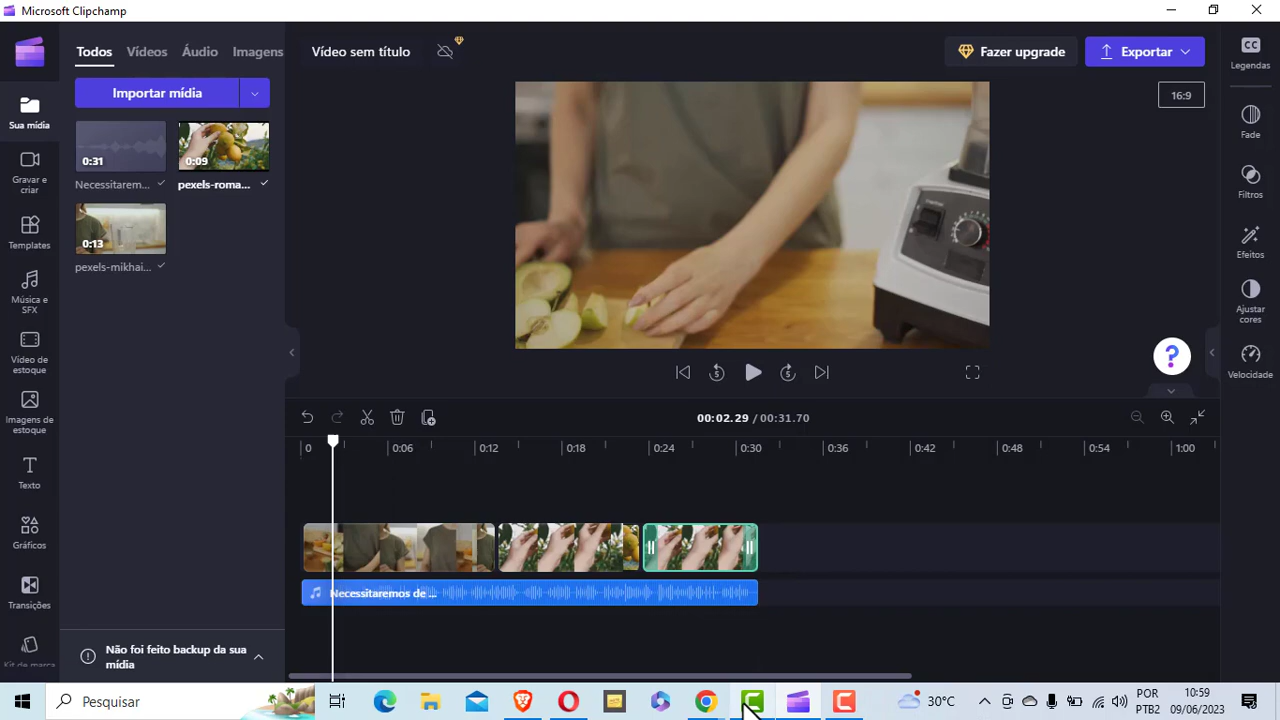 Microsoft Clipchamp
Todos
Vídeos
Áudio
Imagens
Vídeo sem título
Fazer upgrade
Exportar
CC
Legendas
Importar mídia
16:9
Sua mídia
0:31
Necessitarem...
0:09
pexels-roma...
Fade
Gravar e
criar
Filtros
Templates
0:13
pexels-mikhai...
Efeitos
Música e
SFX
Ajustar
cores
Vídeo de
estoque
5
5
?
Velocidade
Imagens de
estoque
00:02.29 / 00:31.70
0
0:06
0:12
0:18
0:24
0:30
0:36
0:42
0:48
0:54
1:00
Texto
Gráficos
Necessitaremos de ...
Transições
Kit de marca
Não foi feito backup da sua
mídia
Pesquisar
30°C
POR
PTB2
10:59
09/06/2023